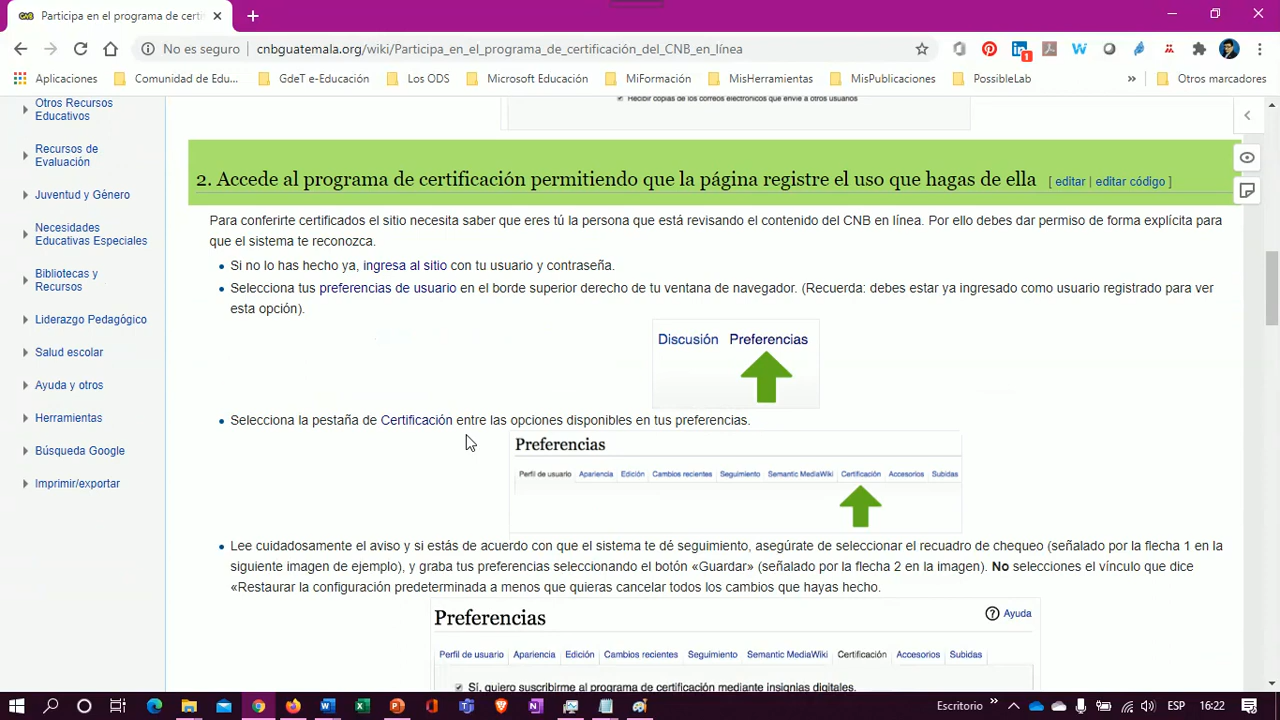 Participa en el programa de certi
No es seguro
cnbguatemala.org/wiki/Participa_en_el_programa_de_certificación_del_CNB_en_línea
Aplicaciones
Comunidad de Edu...
GdeT e-Educación
Los ODS
Microsoft Educación
MiFormación
MisHerramientas
MisPublicaciones
PossibleLab
»
Otros marcadores
Otros Recursos
Educativos
Recursos de
Evaluación
Juventud y Género
Necesidades
Educativas Especiales
Bibliotecas y
Recursos
Liderazgo Pedagógico
Salud escolar
Ayuda y otros
Herramientas
Búsqueda Google
Imprimir/exportar
Recibir copias de los correos electrónicos que envíe a otros usuarios
2. Accede al programa de certificación permitiendo que la página registre el uso que hagas de ella [ editar | editar código ]
Para conferirte certificados el sitio necesita saber que eres tú la persona que está revisando el contenido del CNB en línea. Por ello debes dar permiso de forma explícita para
que el sistema te reconozca.
Si no lo has hecho ya, ingresa al sitio con tu usuario y contraseña.
Selecciona tus preferencias de usuario en el borde superior derecho de tu ventana de navegador. (Recuerda: debes estar ya ingresado como usuario registrado para ver
esta opción).
Discusión Preferencias
Selecciona la pestaña de Certificación entre las opciones disponibles en tus preferencias.
Preferencias
Perfil de usuario Apariencia Edición Cambios recientes Seguimiento Semantic MediaWiki Certificación Accesorios Subidas
Lee cuidadosamente el aviso y si estás de acuerdo con que el sistema te dé seguimiento, asegúrate de seleccionar el recuadro de chequeo (señalado por la flecha 1 en la
siguiente imagen de ejemplo), y graba tus preferencias seleccionando el botón «Guardar» (señalado por la flecha 2 en la imagen). No selecciones el vínculo que dice
«Restaurar la configuración predeterminada a menos que quieras cancelar todos los cambios que hayas hecho.
Preferencias
? Ayuda
Perfil de usuario Apariencia Edición Cambios recientes Seguimiento Semantic MediaWiki Certificación Accesorios Subidas
Sí, quiero suscribirme al programa de certificación mediante insignias digitales.
Escritorio » ESP 16:22